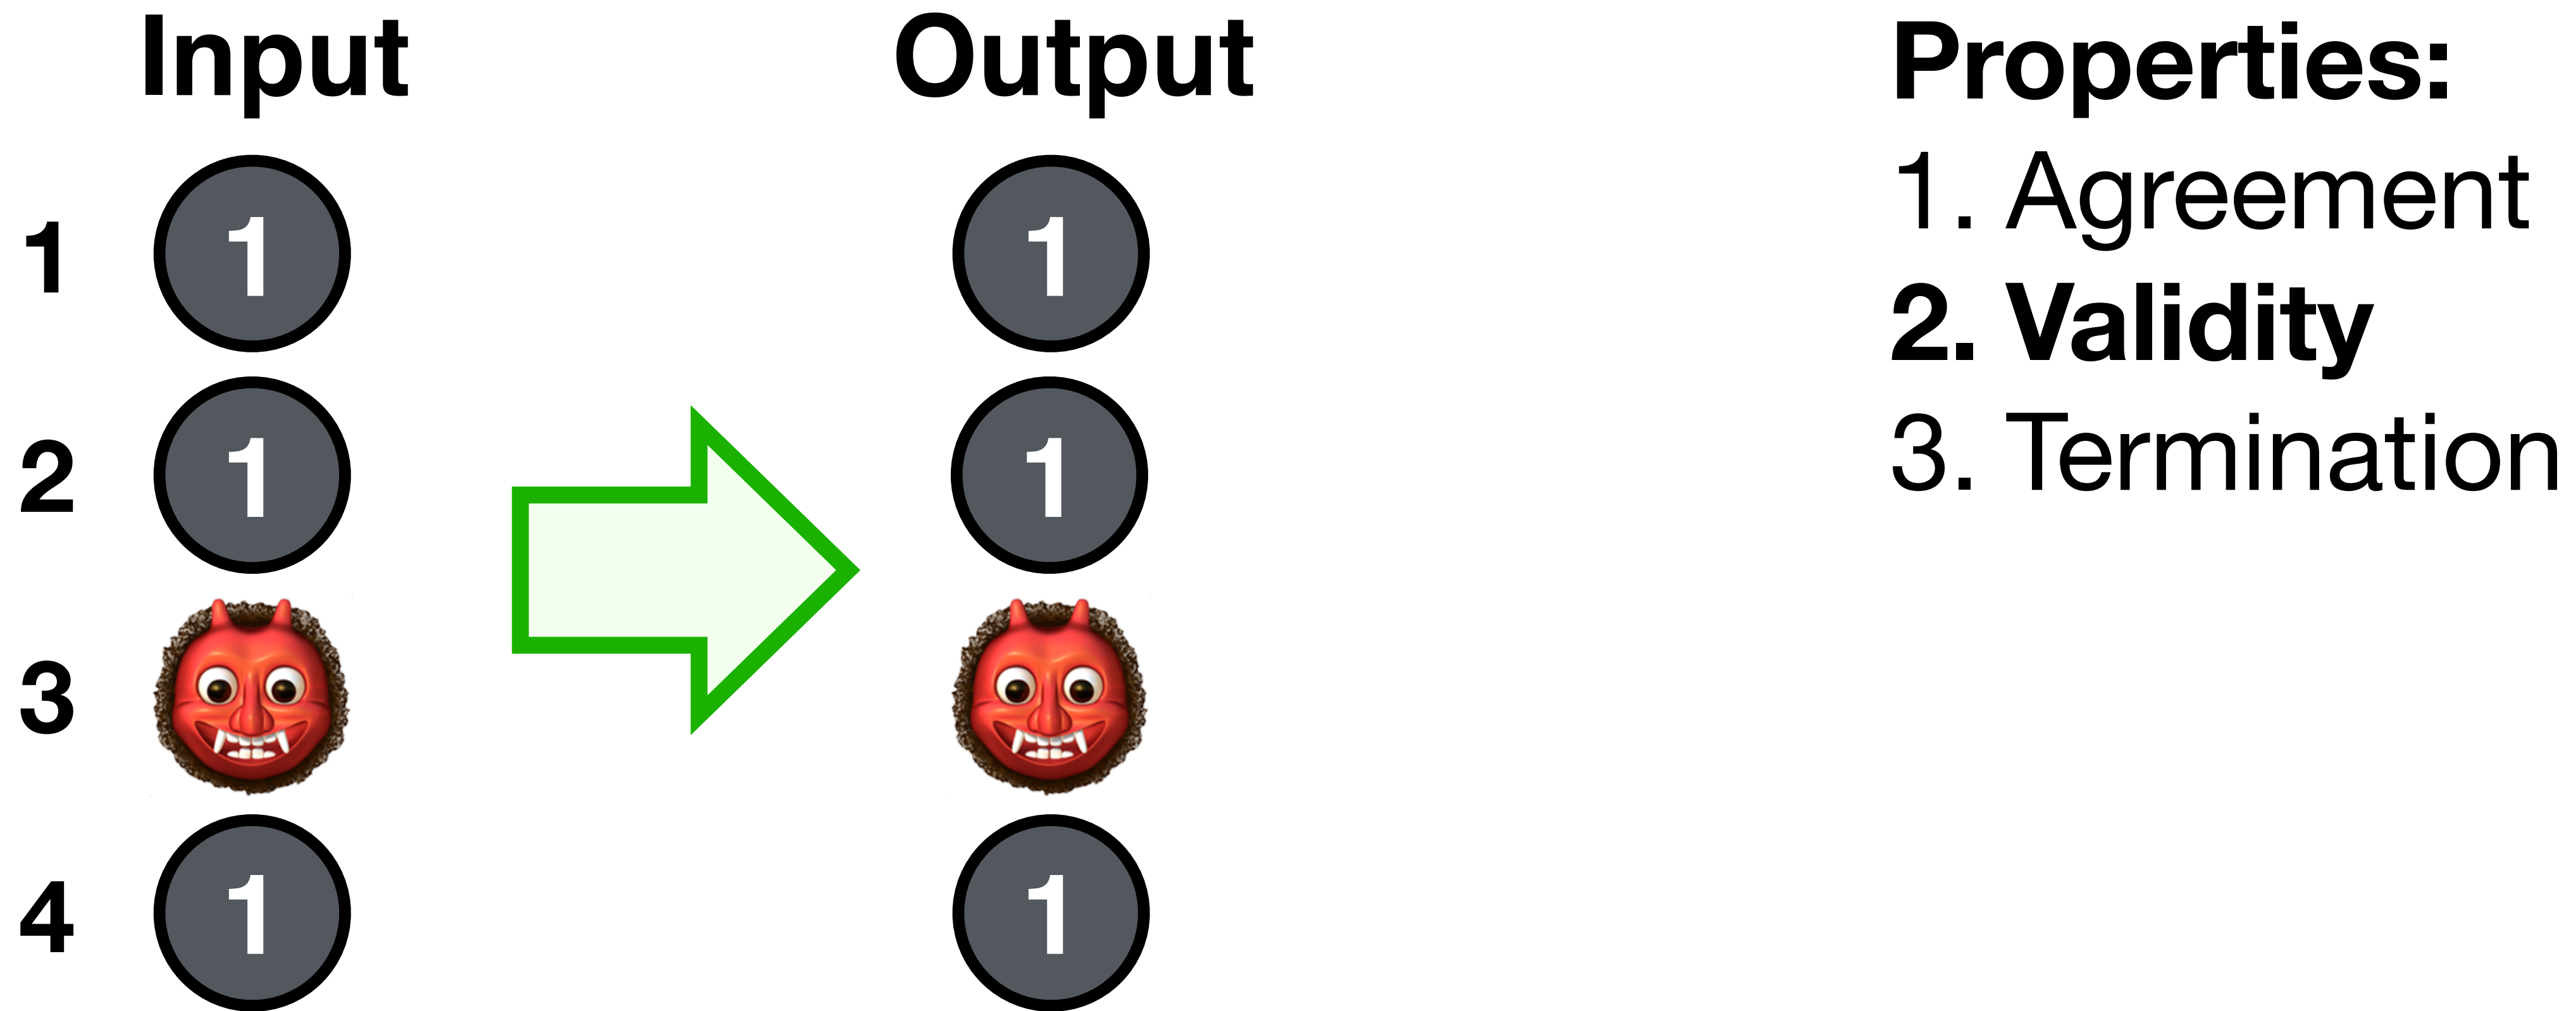 Input
Output
Properties:
1. Agreement
2. Validity
3. Termination
1 1 1
2 1 1
3
4 1 1